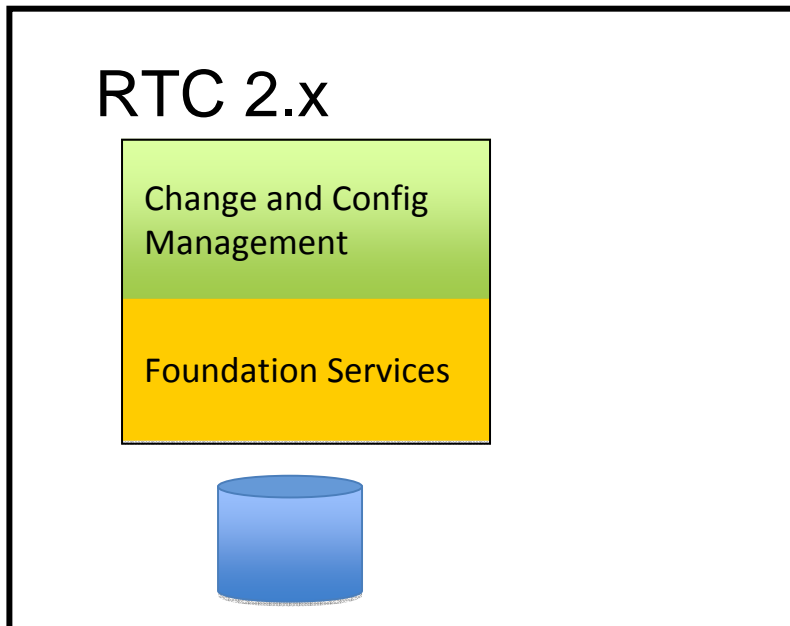 RTC 2.x
Change and Config
Management
Foundation Services